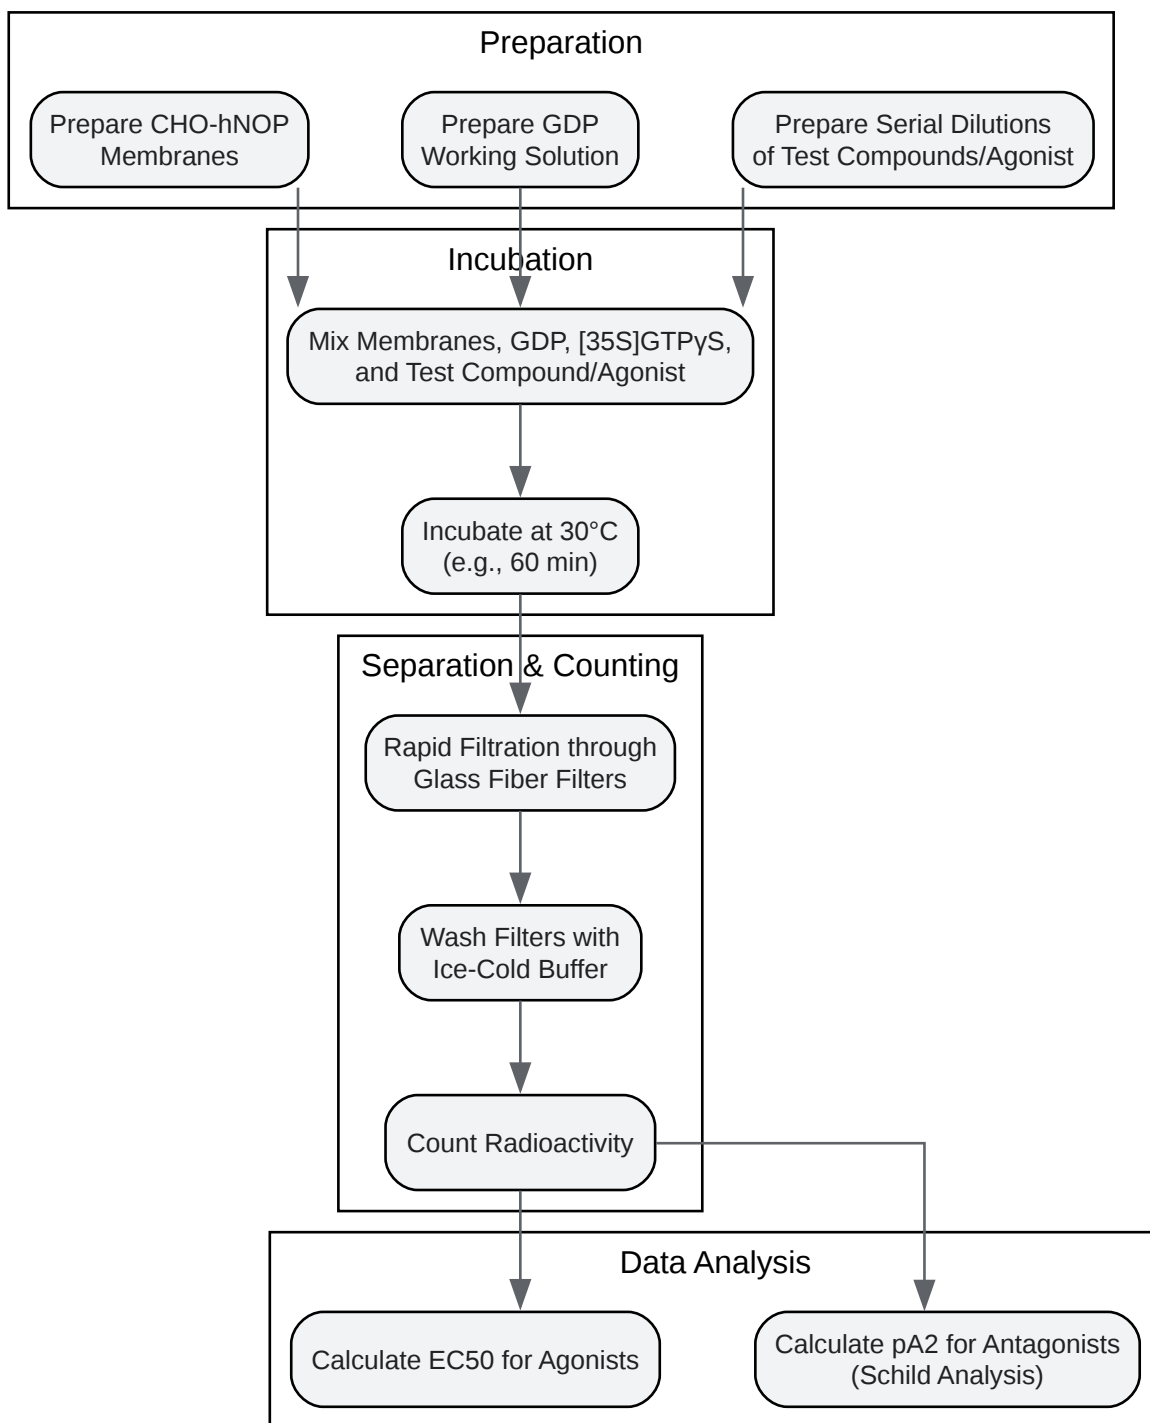 Preparation
Prepare CHO-hNOP
Membranes
Prepare GDP
Working Solution
Prepare Serial Dilutions
of Test Compounds/Agonist
Incubation
Mix Membranes, GDP, [35S]GTPγS,
and Test Compound/Agonist
Incubate at 30°C
(e.g., 60 min)
Separation & Counting
Rapid Filtration through
Glass Fiber Filters
Wash Filters with
Ice-Cold Buffer
Count Radioactivity
Data Analysis
Calculate EC50 for Agonists
Calculate pA2 for Antagonists
(Schild Analysis)